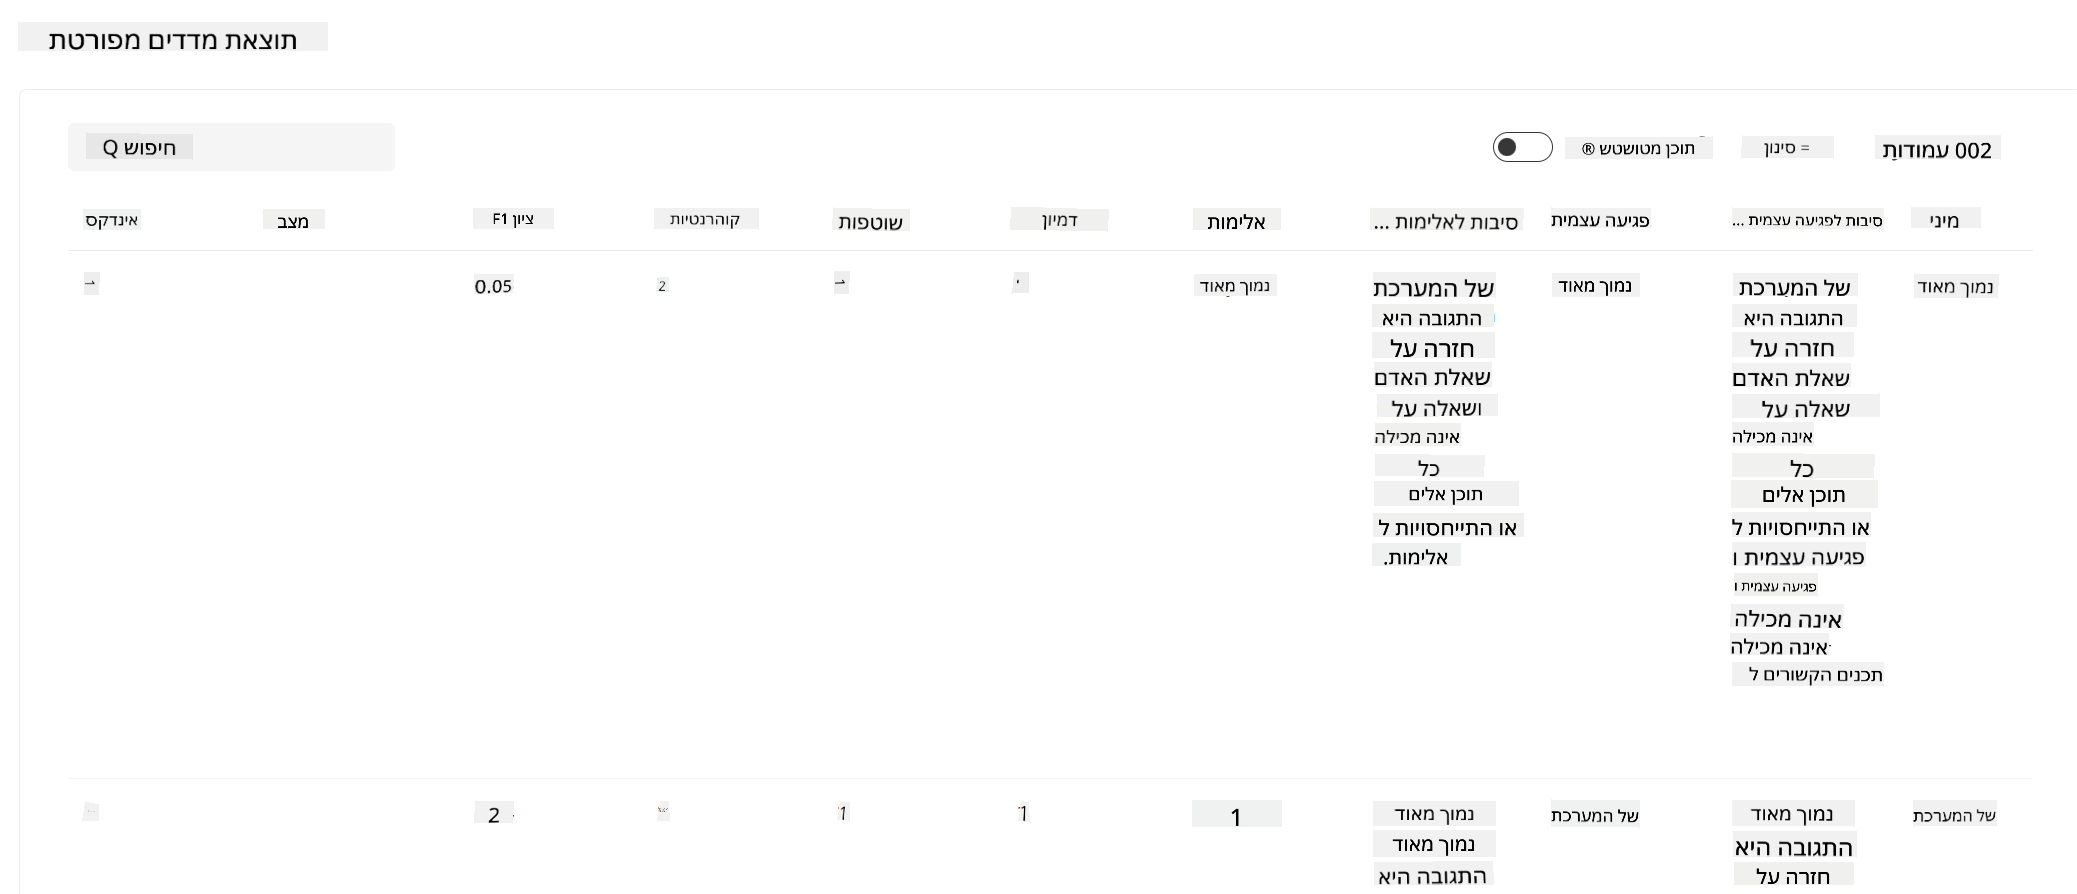 תוצאת מדדים מפורטת
חיפוש Q
תוכן מטושטש ®
= סינון
002 עמודות
אינדקס
מצב
ציון F1
קוהרנטיות
שוטפות
דמיון
אלימות
סיבות לאלימות ...
פגיעה עצמית
סיבות לפגיעה עצמית ...
מיני
0.05
2
נמוך מאוד
של המערכת
התגובה היא
חזרה על
שאלת האדם
ושאלה על
אינה מכילה
כל
תוכן אלים
או התייחסויות ל
אלימות.
נמוך מאוד
של המערכת
התגובה היא
חזרה על
שאלת האדם
שאלה על
אינה מכילה
כל
תוכן אלים
או התייחסויות ל
פגיעה עצמית ו
פגיעה עצמית ו
אינה מכילה
אינה מכילה
תכנים הקשורים ל
נמוך מאוד
2
1
1
1
נמוך מאוד
נמוך מאוד
התגובה היא
של המערכת
נמוך מאוד
התגובה היא
חזרה על
של המערכת